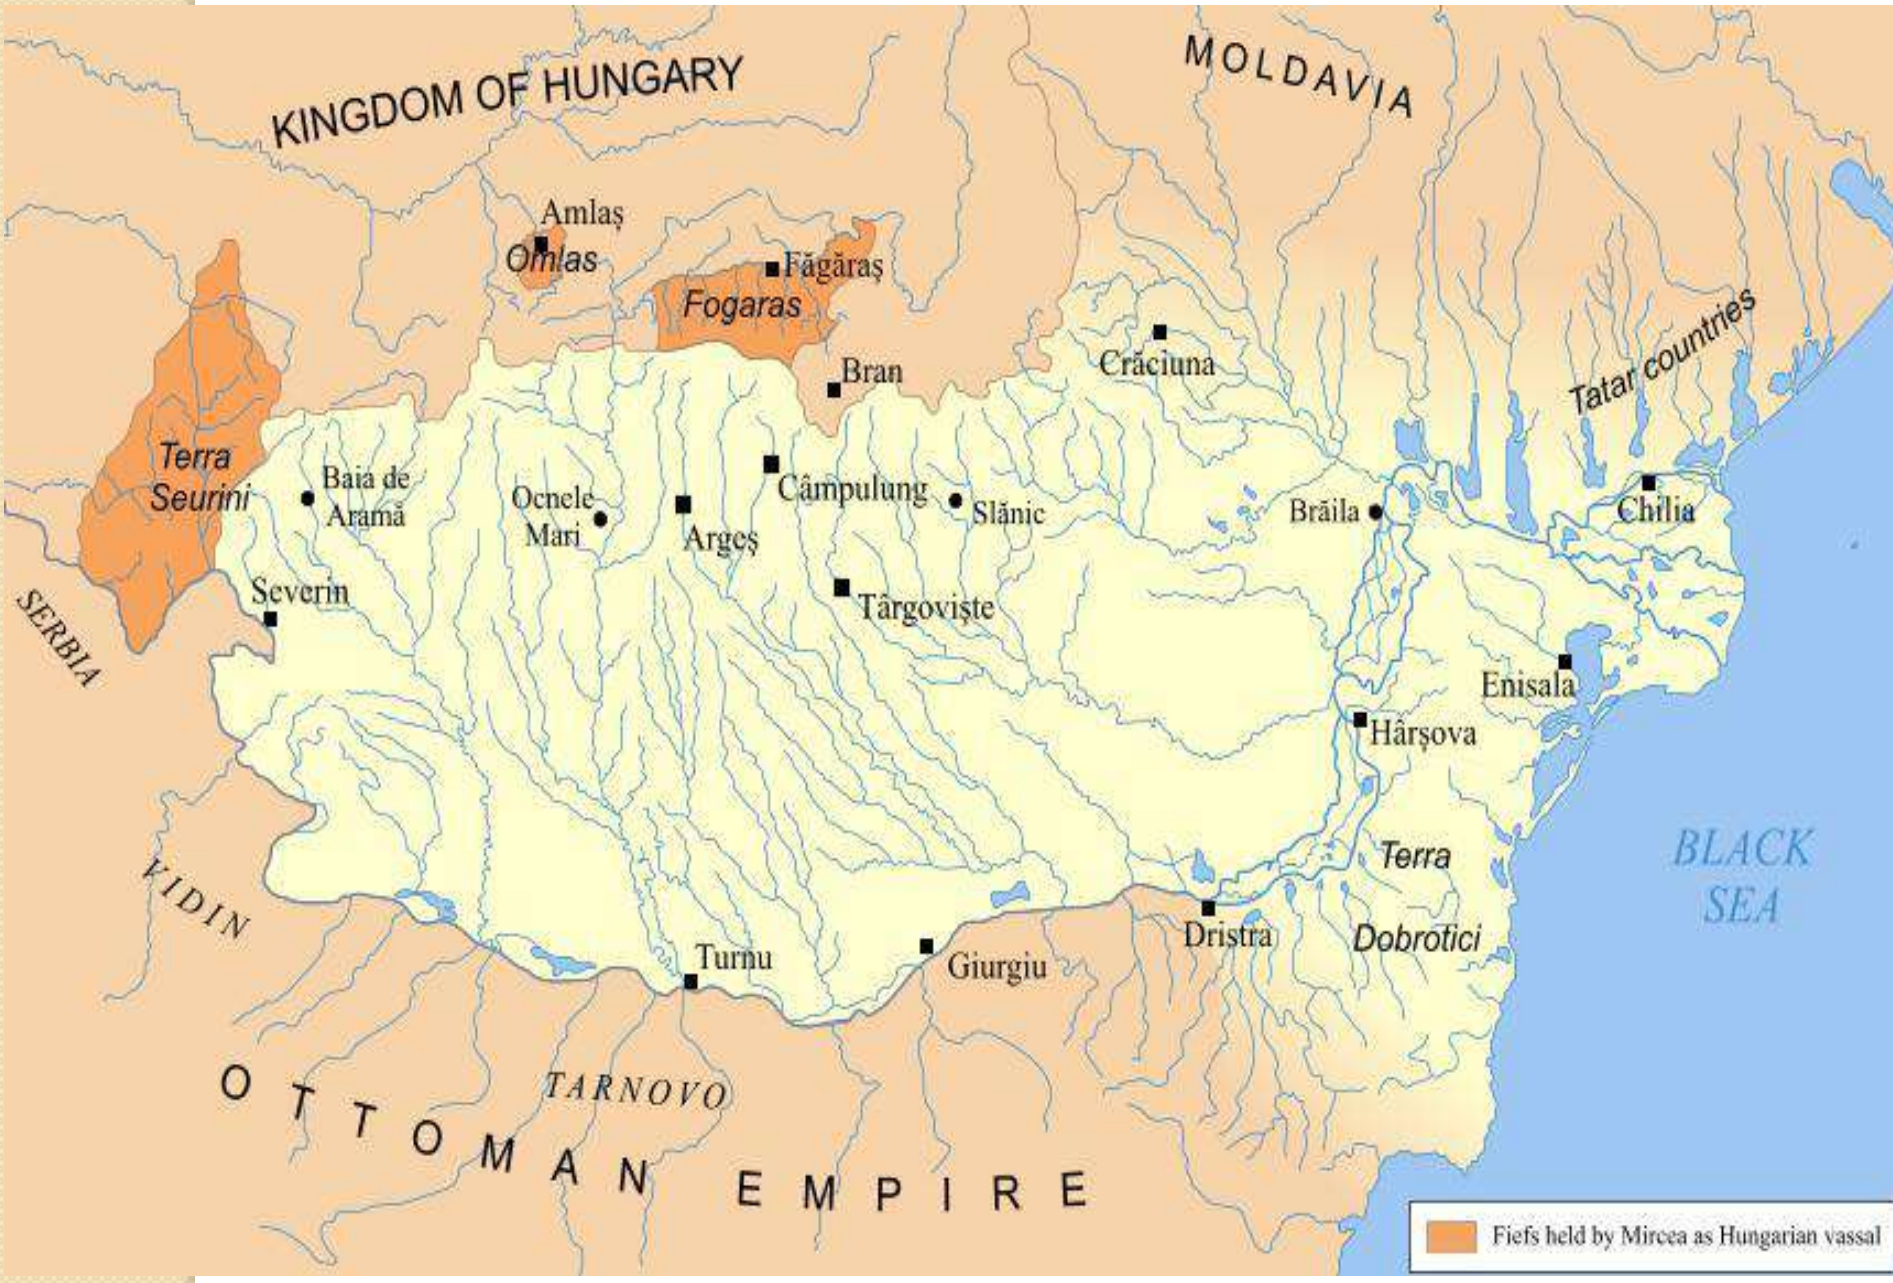 KINGDOM OF HUNGARY
MOLDAVIA
Amlaș
Omlas
Făgăraș
Fogaras
Bran
Crăciuna
Tatar countries
Terra
Seurini
Baia de
Aramă
Ocnele
Mari
Argeș
Câmpulung
Slănic
Brăila
Chilia
Severin
Târgoviște
SERBIA
Enisala
Hârșova
VIDIN
Terra
Dobrotici
BLACK
SEA
Dristra
Turnu
Giurgiu
TARNOVO
OTTOMAN EMPIRE
Fiefs held by Mircea as Hungarian vassal